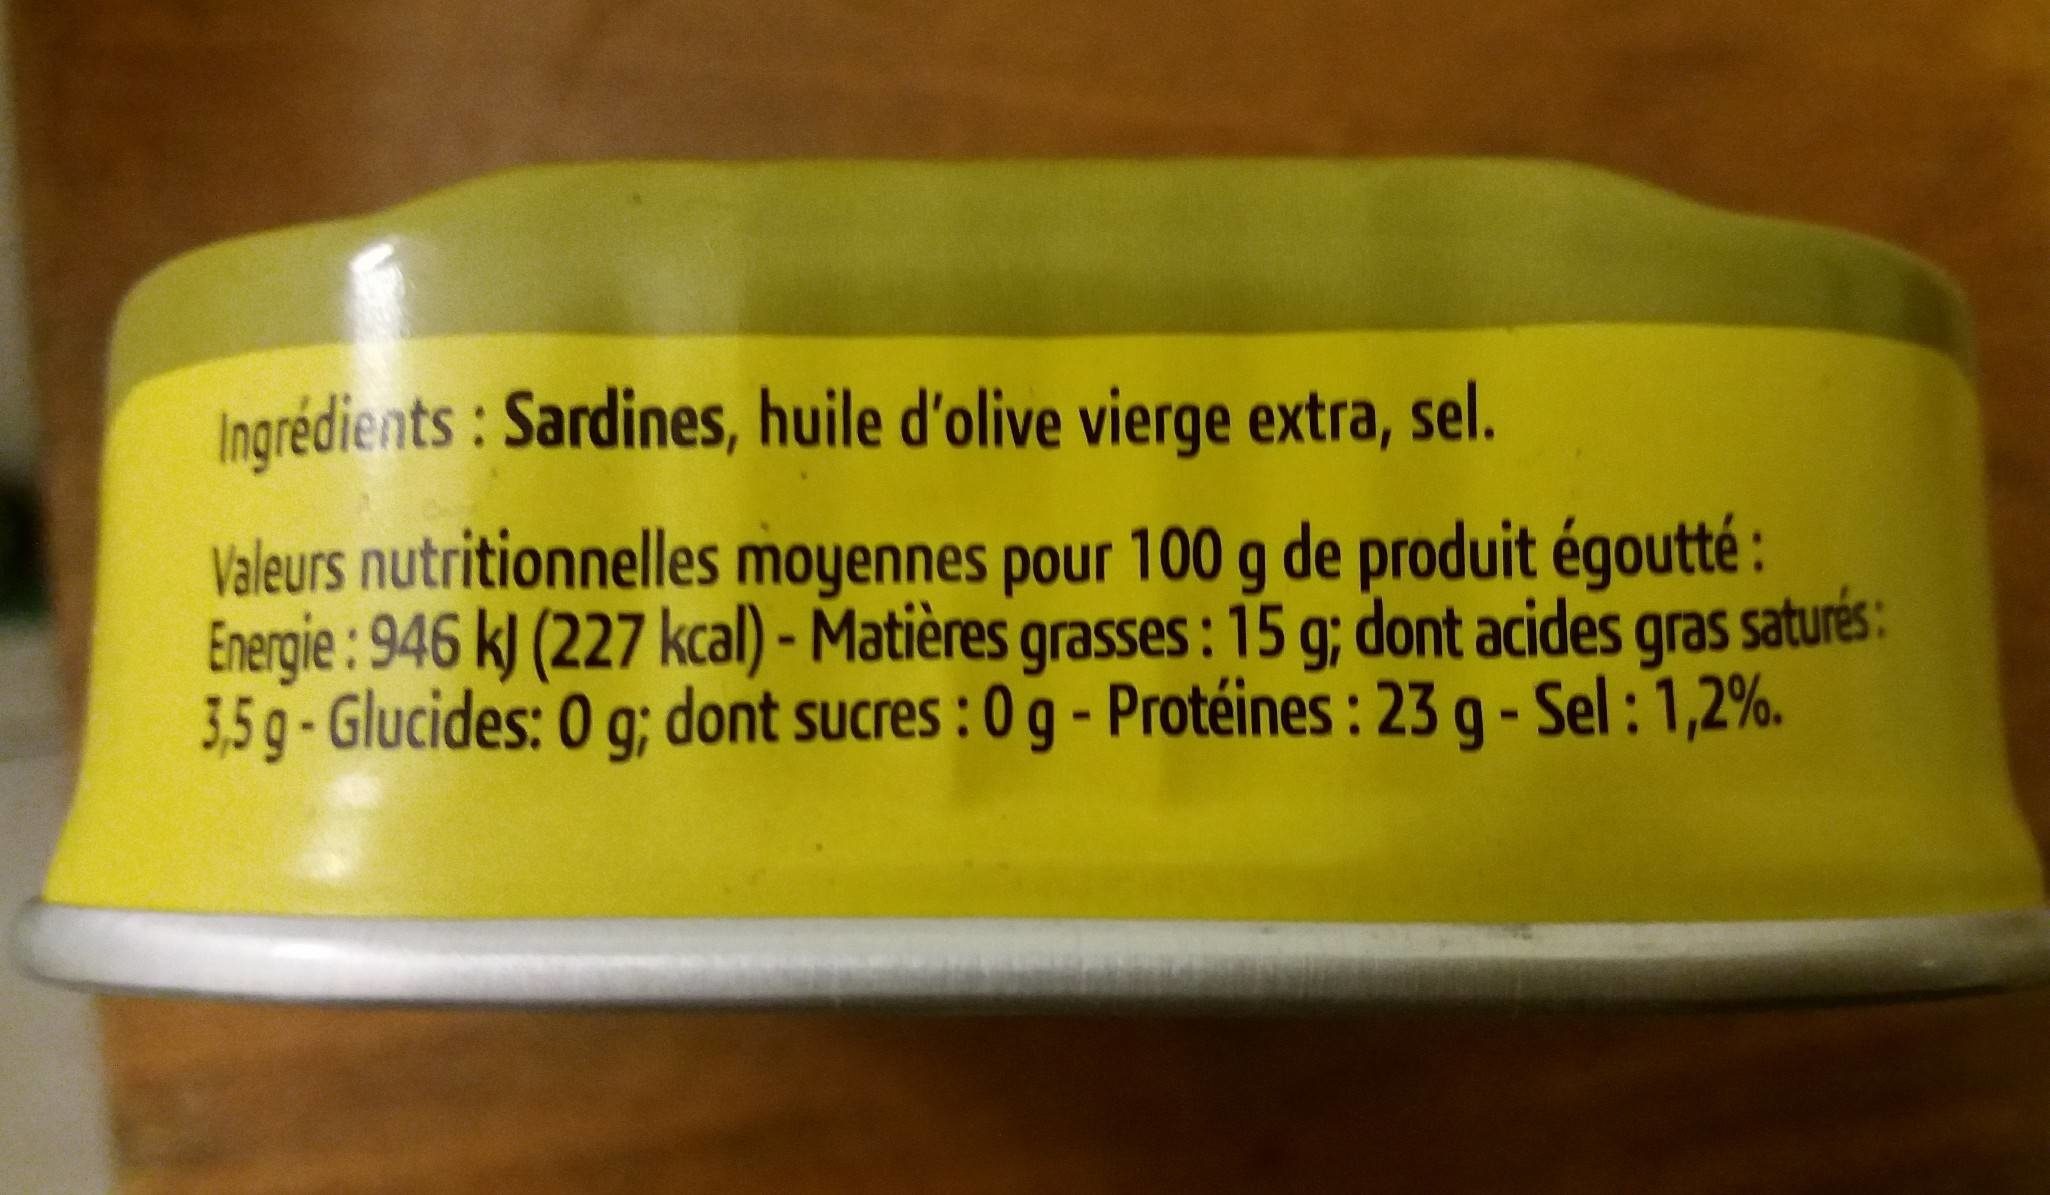 Ingrédients : Sardines, huile d'olive vierge extra, sel.
Valeurs nutritionnelles moyennes pour 100 g de produit égoutté :
Energie : 946 kJ (227 kcal) - Matières grasses : 15 g; dont acides gras saturés :
3,5 g - Glucides: 0 g; dont sucres : 0 g - Protéines : 23 g - Sel : 1,2%.